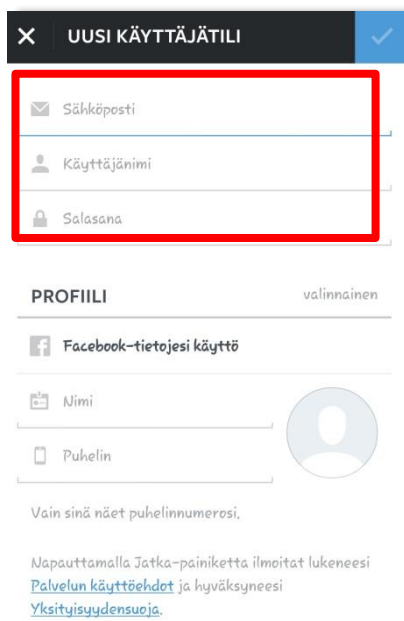 UUSI KÄYTTÄJÄTILI
Sähköposti
Käyttäjänimi
Salasana
PROFIILI valinnainen
Facebook-tietojesi käyttö
Nimi
Puhelin
Vain sinä näet puhelinnumerosi.
Napauttamalla Jatka-painiketta ilmoitat lukeneesi
Palvelun käyttöehdot ja hyväksyneesi
Yksityisyydensuoja.